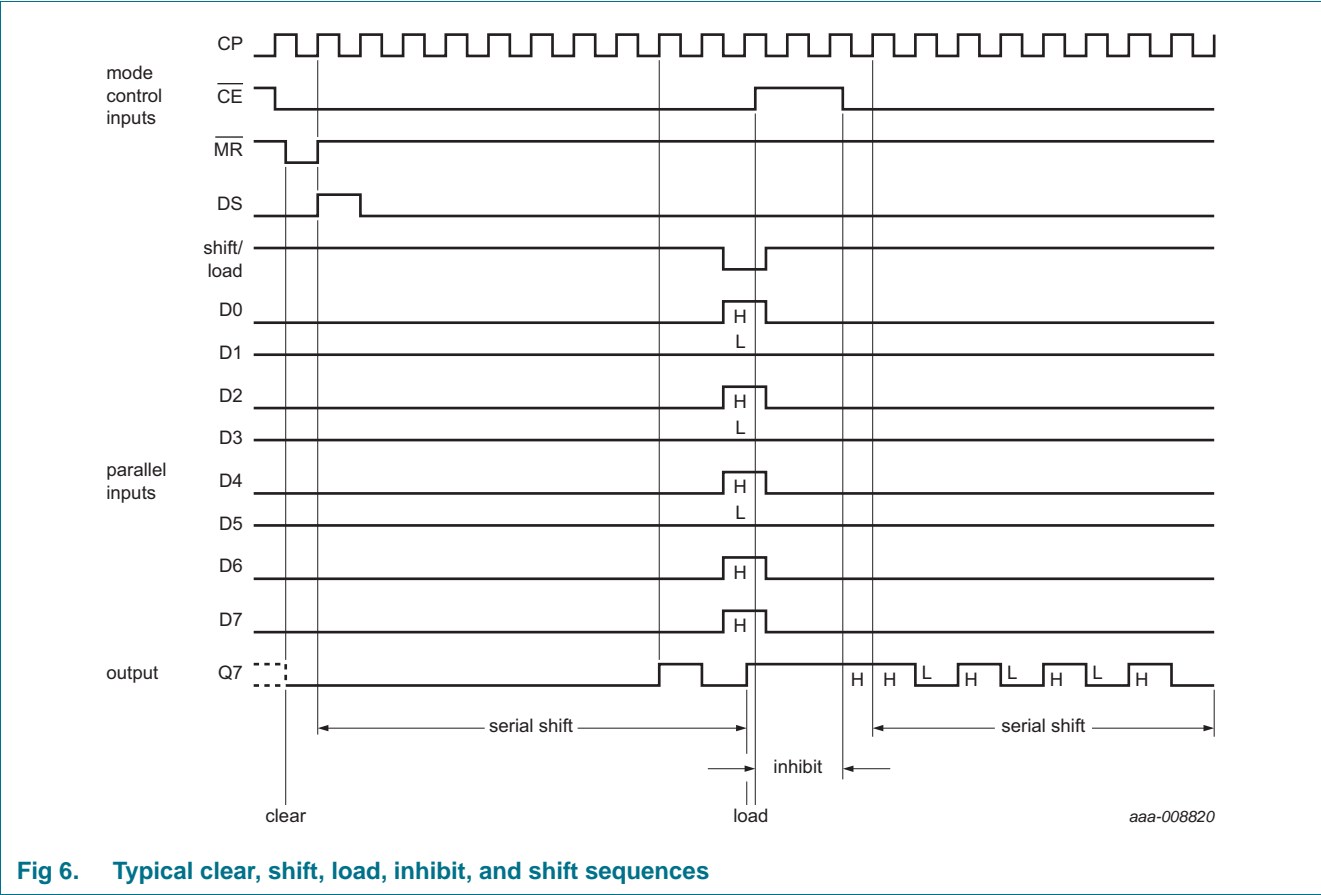 CP
mode
control
inputs
CE
MR
DS
shift/
load
D0
H
D1
L
D2
H
D3
L
parallel
inputs
D4
H
D5
L
D6
H
D7
H
output
Q7
H H L H L H L H
serial shift
serial shift
inhibit
clear
load
aaa-008820
Fig 6. Typical clear, shift, load, inhibit, and shift sequences